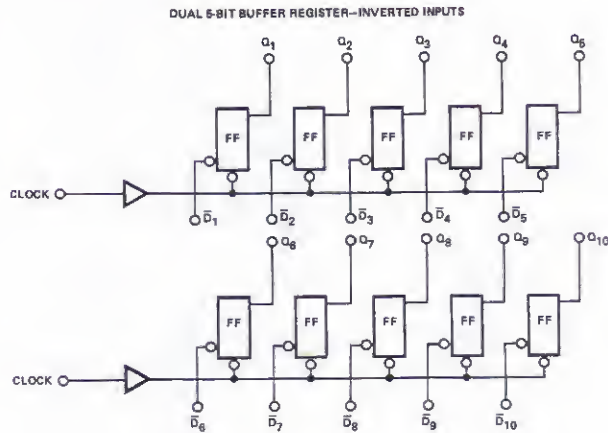 DUAL 5-BIT BUFFER REGISTER–INVERTED INPUTS
Q1 Q2 Q3 Q4 Q5
FF FF FF FF FF
CLOCK
D̅1 D̅2 D̅3 D̅4 D̅5
Q6 Q7 Q8 Q9 Q10
FF FF FF FF FF
CLOCK
D̅6 D̅7 D̅8 D̅9 D̅10